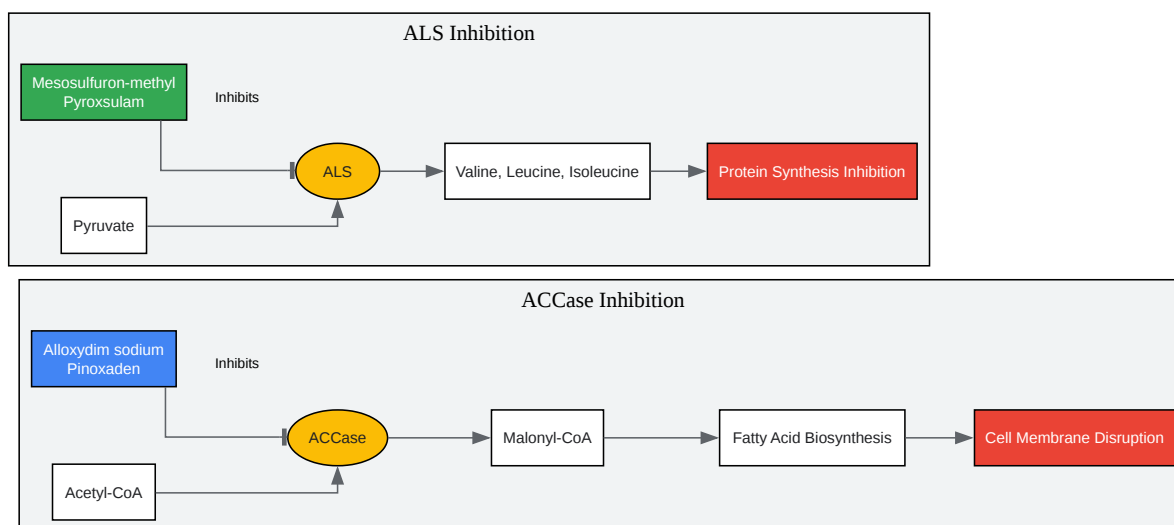 ALS Inhibition
Mesosulfuron-methyl
Pyroxsulam
Inhibits
ALS
Valine, Leucine, Isoleucine
Protein Synthesis Inhibition
Pyruvate
ACCase Inhibition
Alloxydim sodium
Pinoxaden
Inhibits
ACCase
Malonyl-CoA
Fatty Acid Biosynthesis
Cell Membrane Disruption
Acetyl-CoA